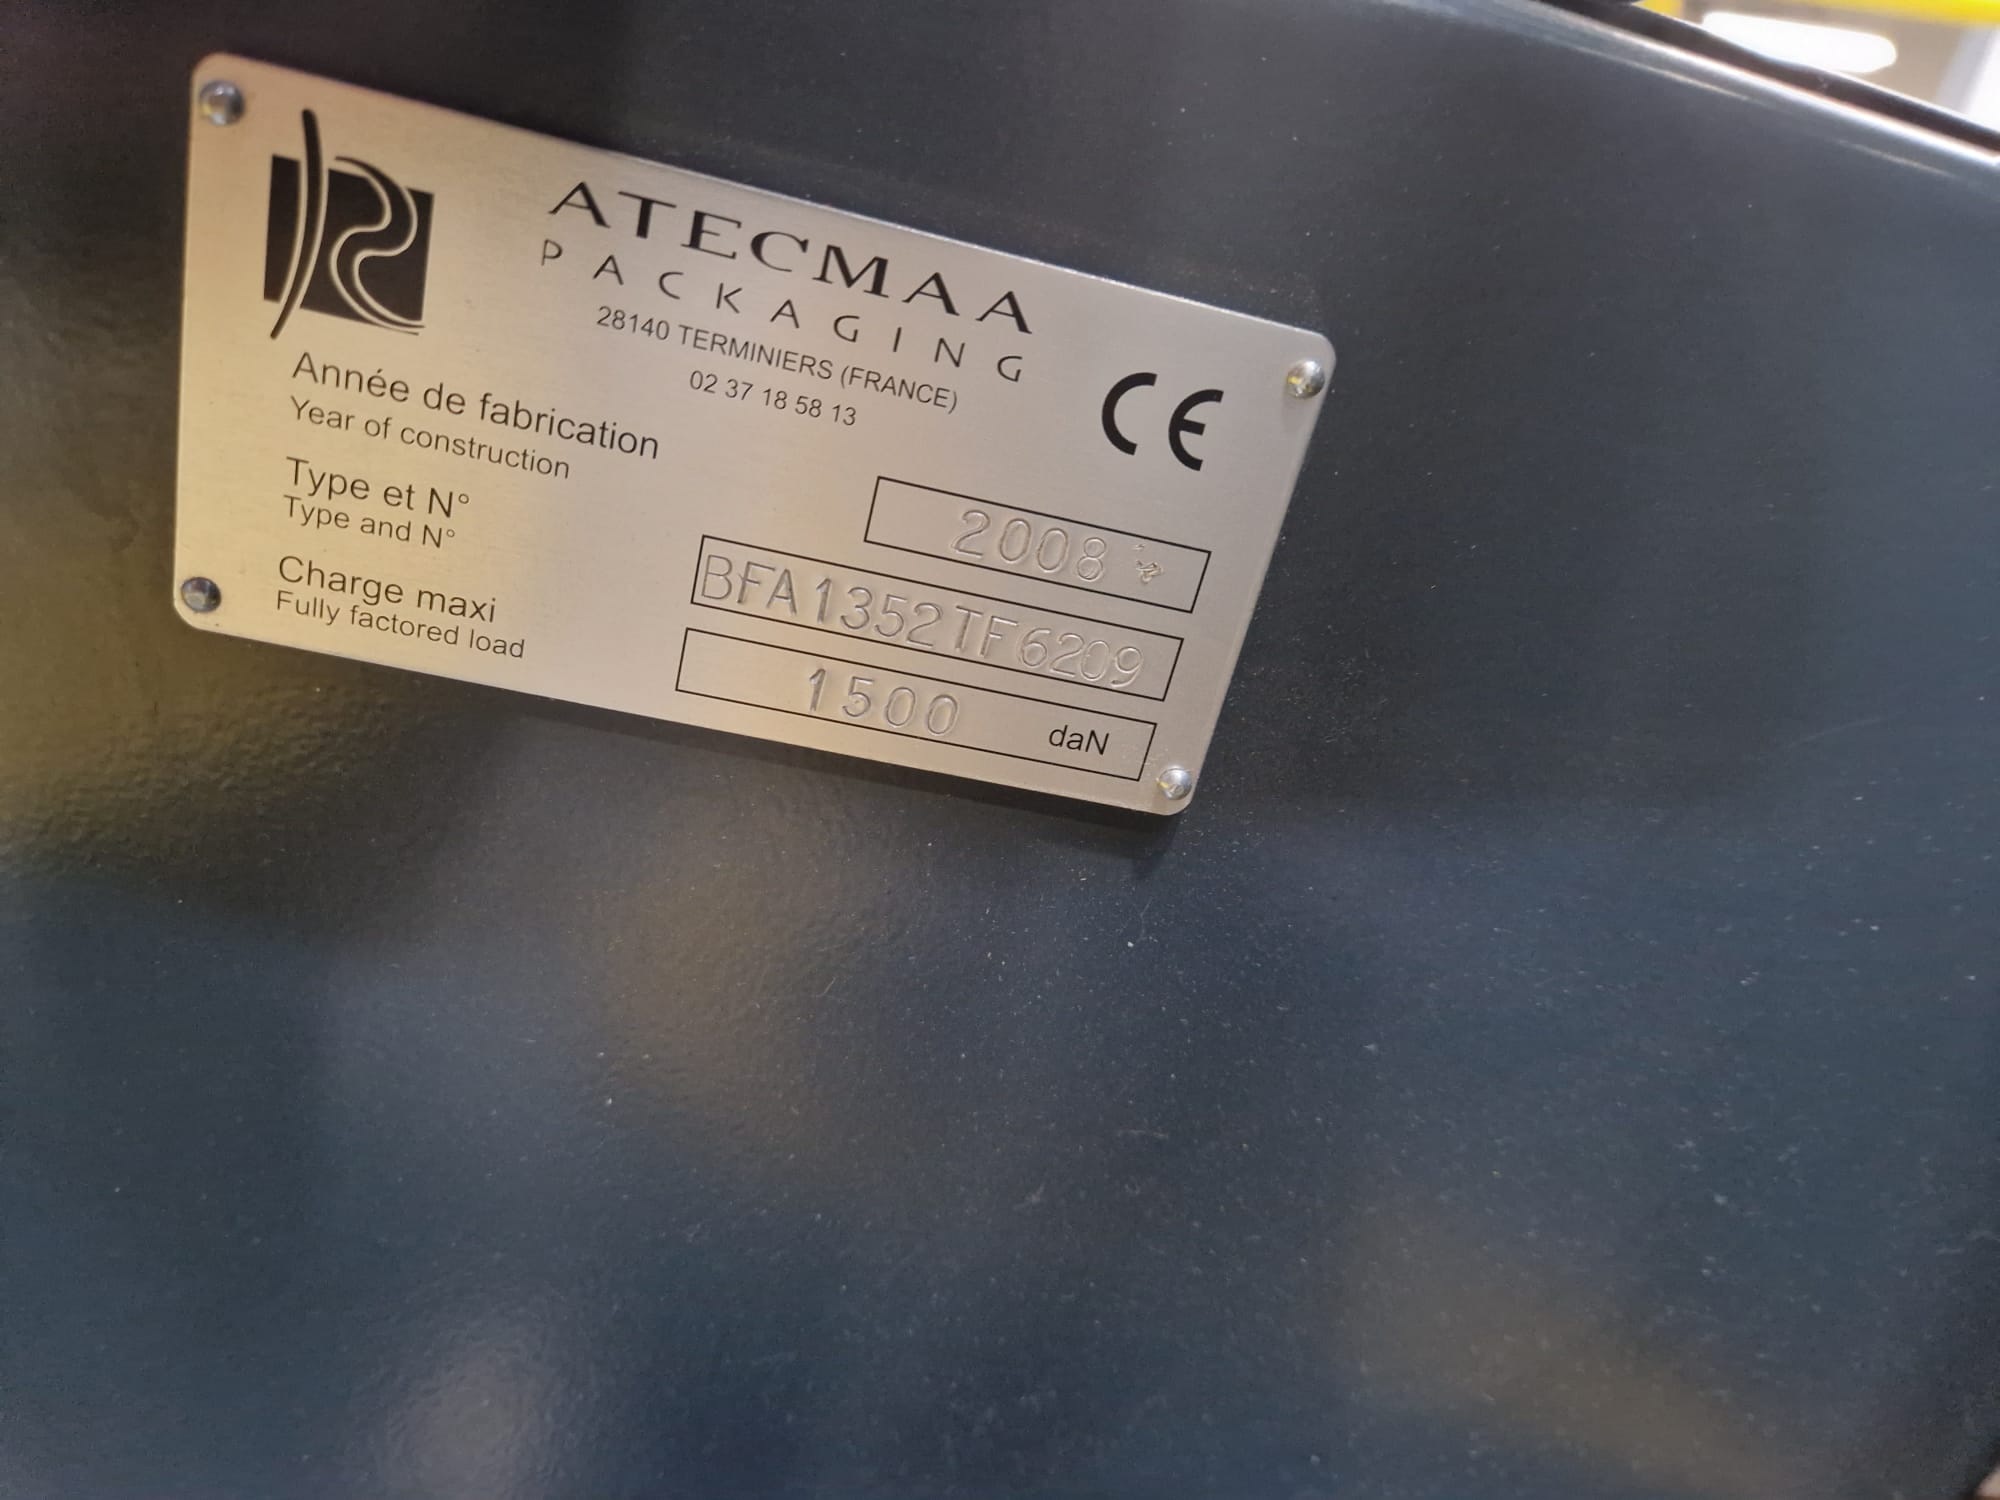 ATECMAA
PACKAGING
28140 TERMINIERS (FRANCE)
02 37 18 58 13
CE
Année de fabrication
Year of construction
2008
Type et N°
Type and N°
BFA1352TF6209
Charge maxi
Fully factored load
1500 daN